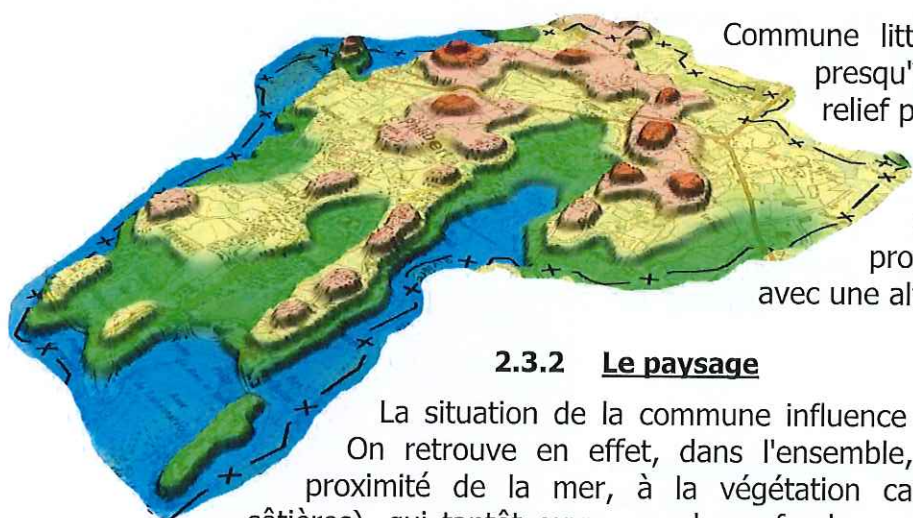 Commune litt
presqu'
relief p
pro
avec une al
2.3.2 Le paysage
La situation de la commune influence
On retrouve en effet, dans l'ensemble,
proximité de la mer, à la végétation ca